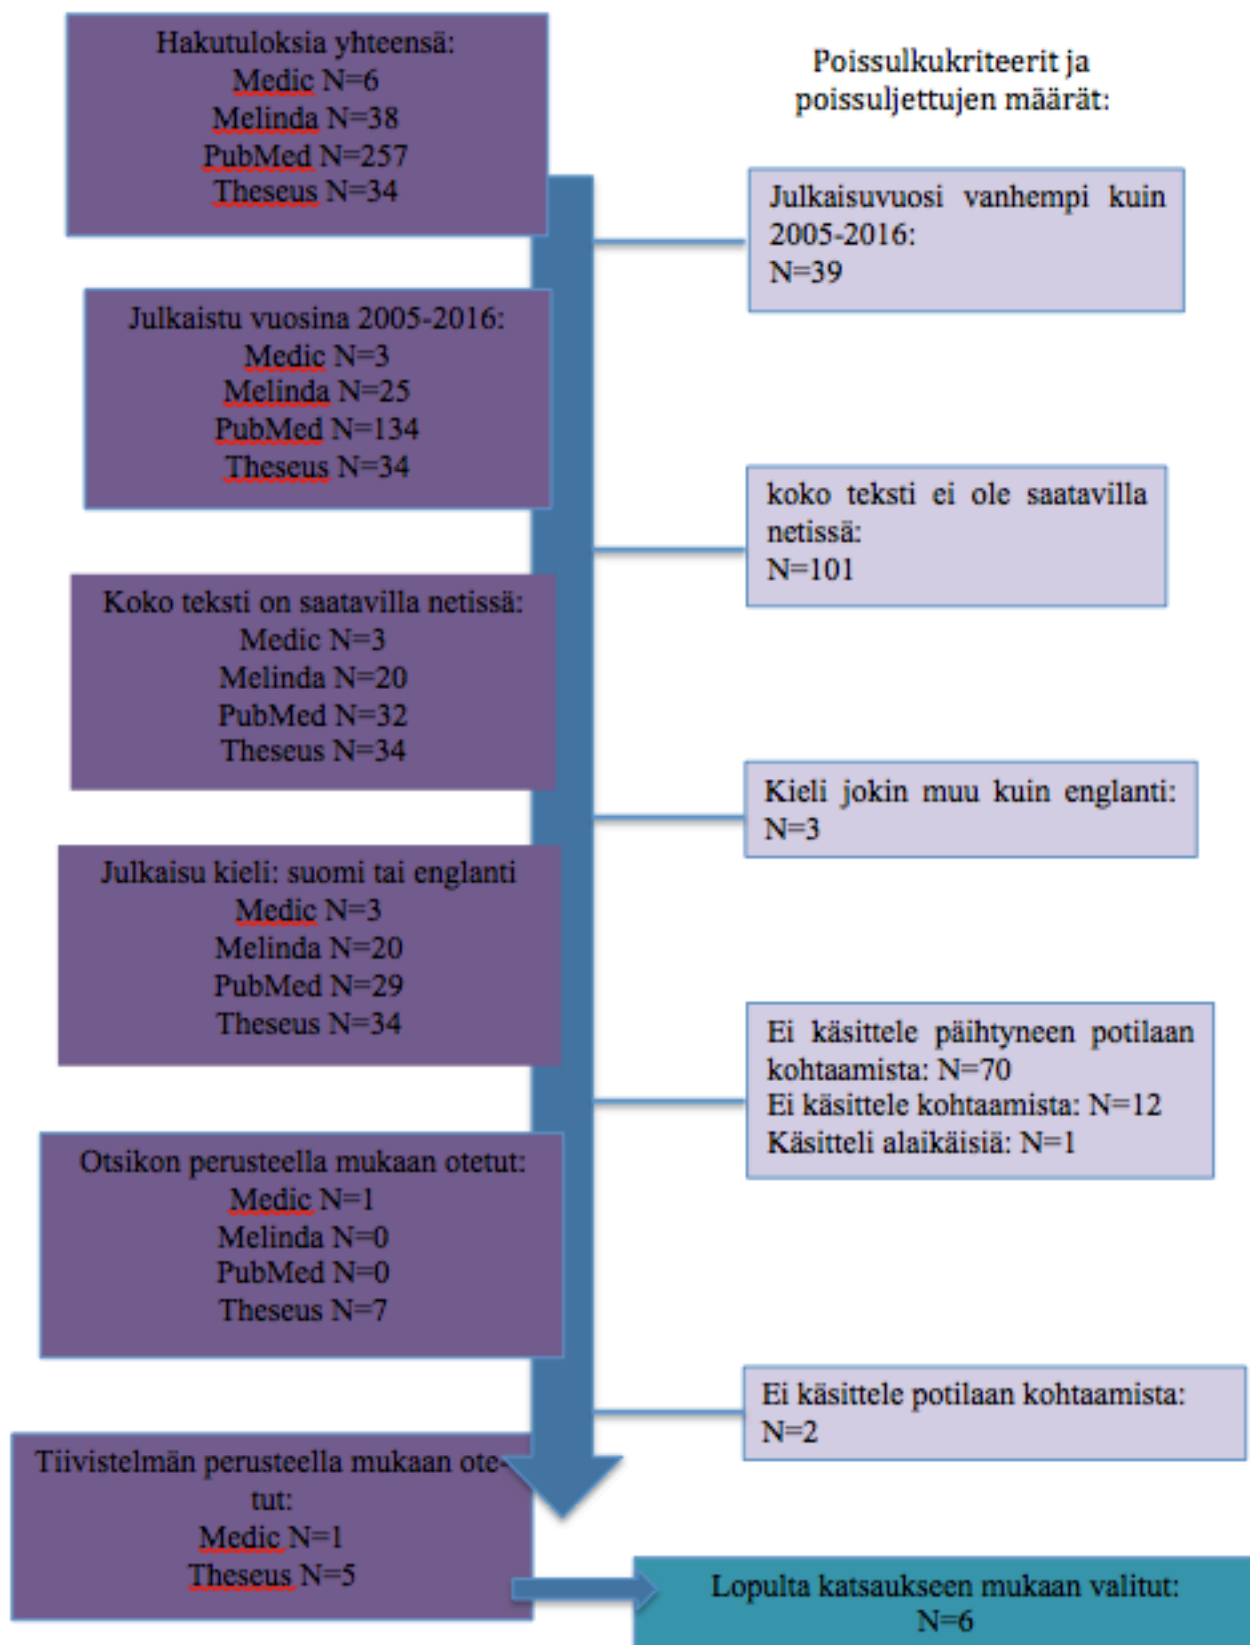 Hakutuloksia yhteensä:
Medic N=6
Melinda N=38
PubMed N=257
Theseus N=34
Poissulkukriteerit ja
poissuljettujen määrät:
Julkaisuvuosi vanhempi kuin
2005-2016:
N=39
Julkaistu vuosina 2005-2016:
Medic N=3
Melinda N=25
PubMed N=134
Theseus N=34
koko teksti ei ole saatavilla
netissä:
N=101
Koko teksti on saatavilla netissä:
Medic N=3
Melinda N=20
PubMed N=32
Theseus N=34
Kieli jokin muu kuin englanti:
N=3
Julkaisu kieli: suomi tai englanti
Medic N=3
Melinda N=20
PubMed N=29
Theseus N=34
Ei käsittele päihtyneen potilaan
kohtaamista: N=70
Ei käsittele kohtaamista: N=12
Käsitteli alaikäisiä: N=1
Otsikon perusteella mukaan otetut:
Medic N=1
Melinda N=0
PubMed N=0
Theseus N=7
Ei käsittele potilaan kohtaamista:
N=2
Tiivistelmän perusteella mukaan ote-
tut:
Medic N=1
Theseus N=5
Lopulta katsaukseen mukaan valitut:
N=6